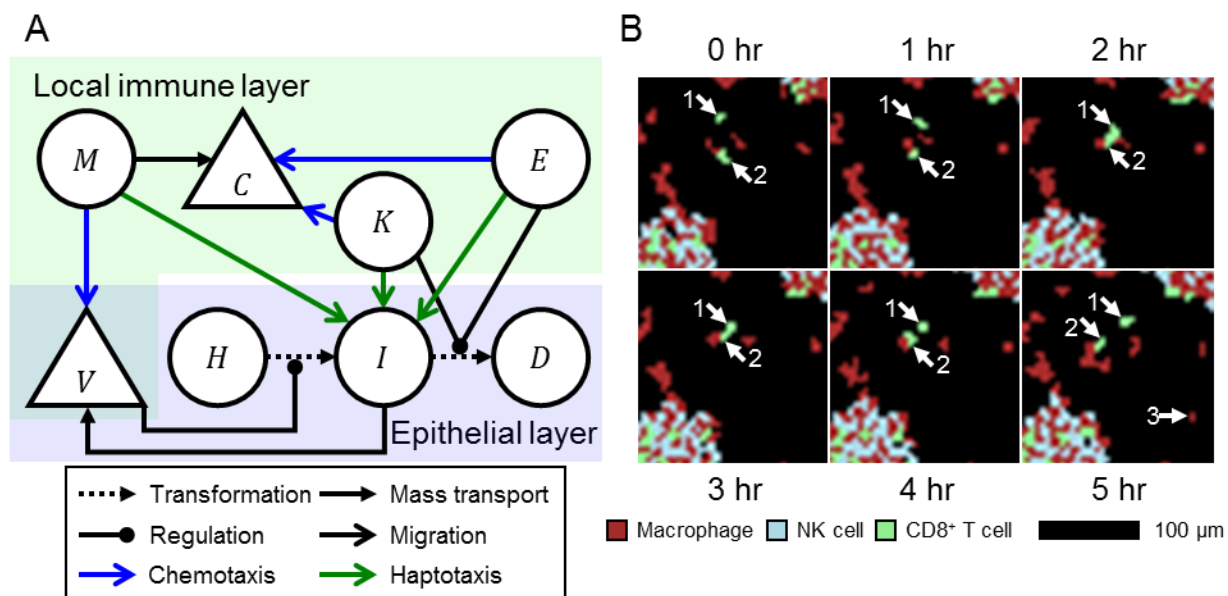 A
Local immune layer
M
C
E
K
V
H
I
D
Epithelial layer
Transformation
Mass transport
Regulation
Migration
Chemotaxis
Haptotaxis
B
0 hr
1 hr
2 hr
1
2
1
2
1
2
1
2
1
2
1
2
3
3 hr
4 hr
5 hr
Macrophage
NK cell
CD8⁺ T cell
100 µm